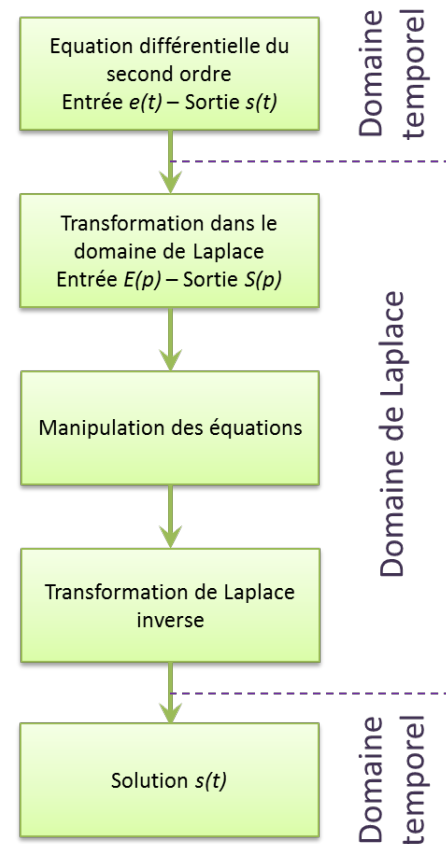 Equation différentielle du
second ordre
Entrée e(t) – Sortie s(t)
Domaine
temporel
Transformation dans le
domaine de Laplace
Entrée E(p) – Sortie S(p)
Manipulation des équations
Domaine de Laplace
Transformation de Laplace
inverse
Solution s(t)
Domaine
temporel